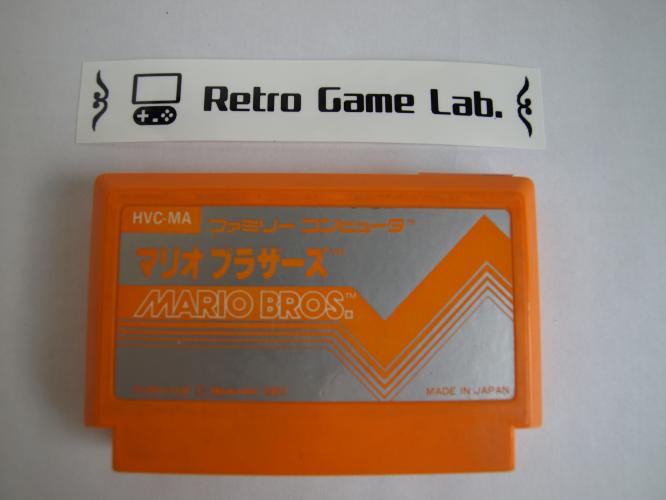 Retro Game Lab.
HVC-MA ファミリー コンピュータ™
マリオ ブラザーズ™
MARIO BROS.™
MADE IN JAPAN